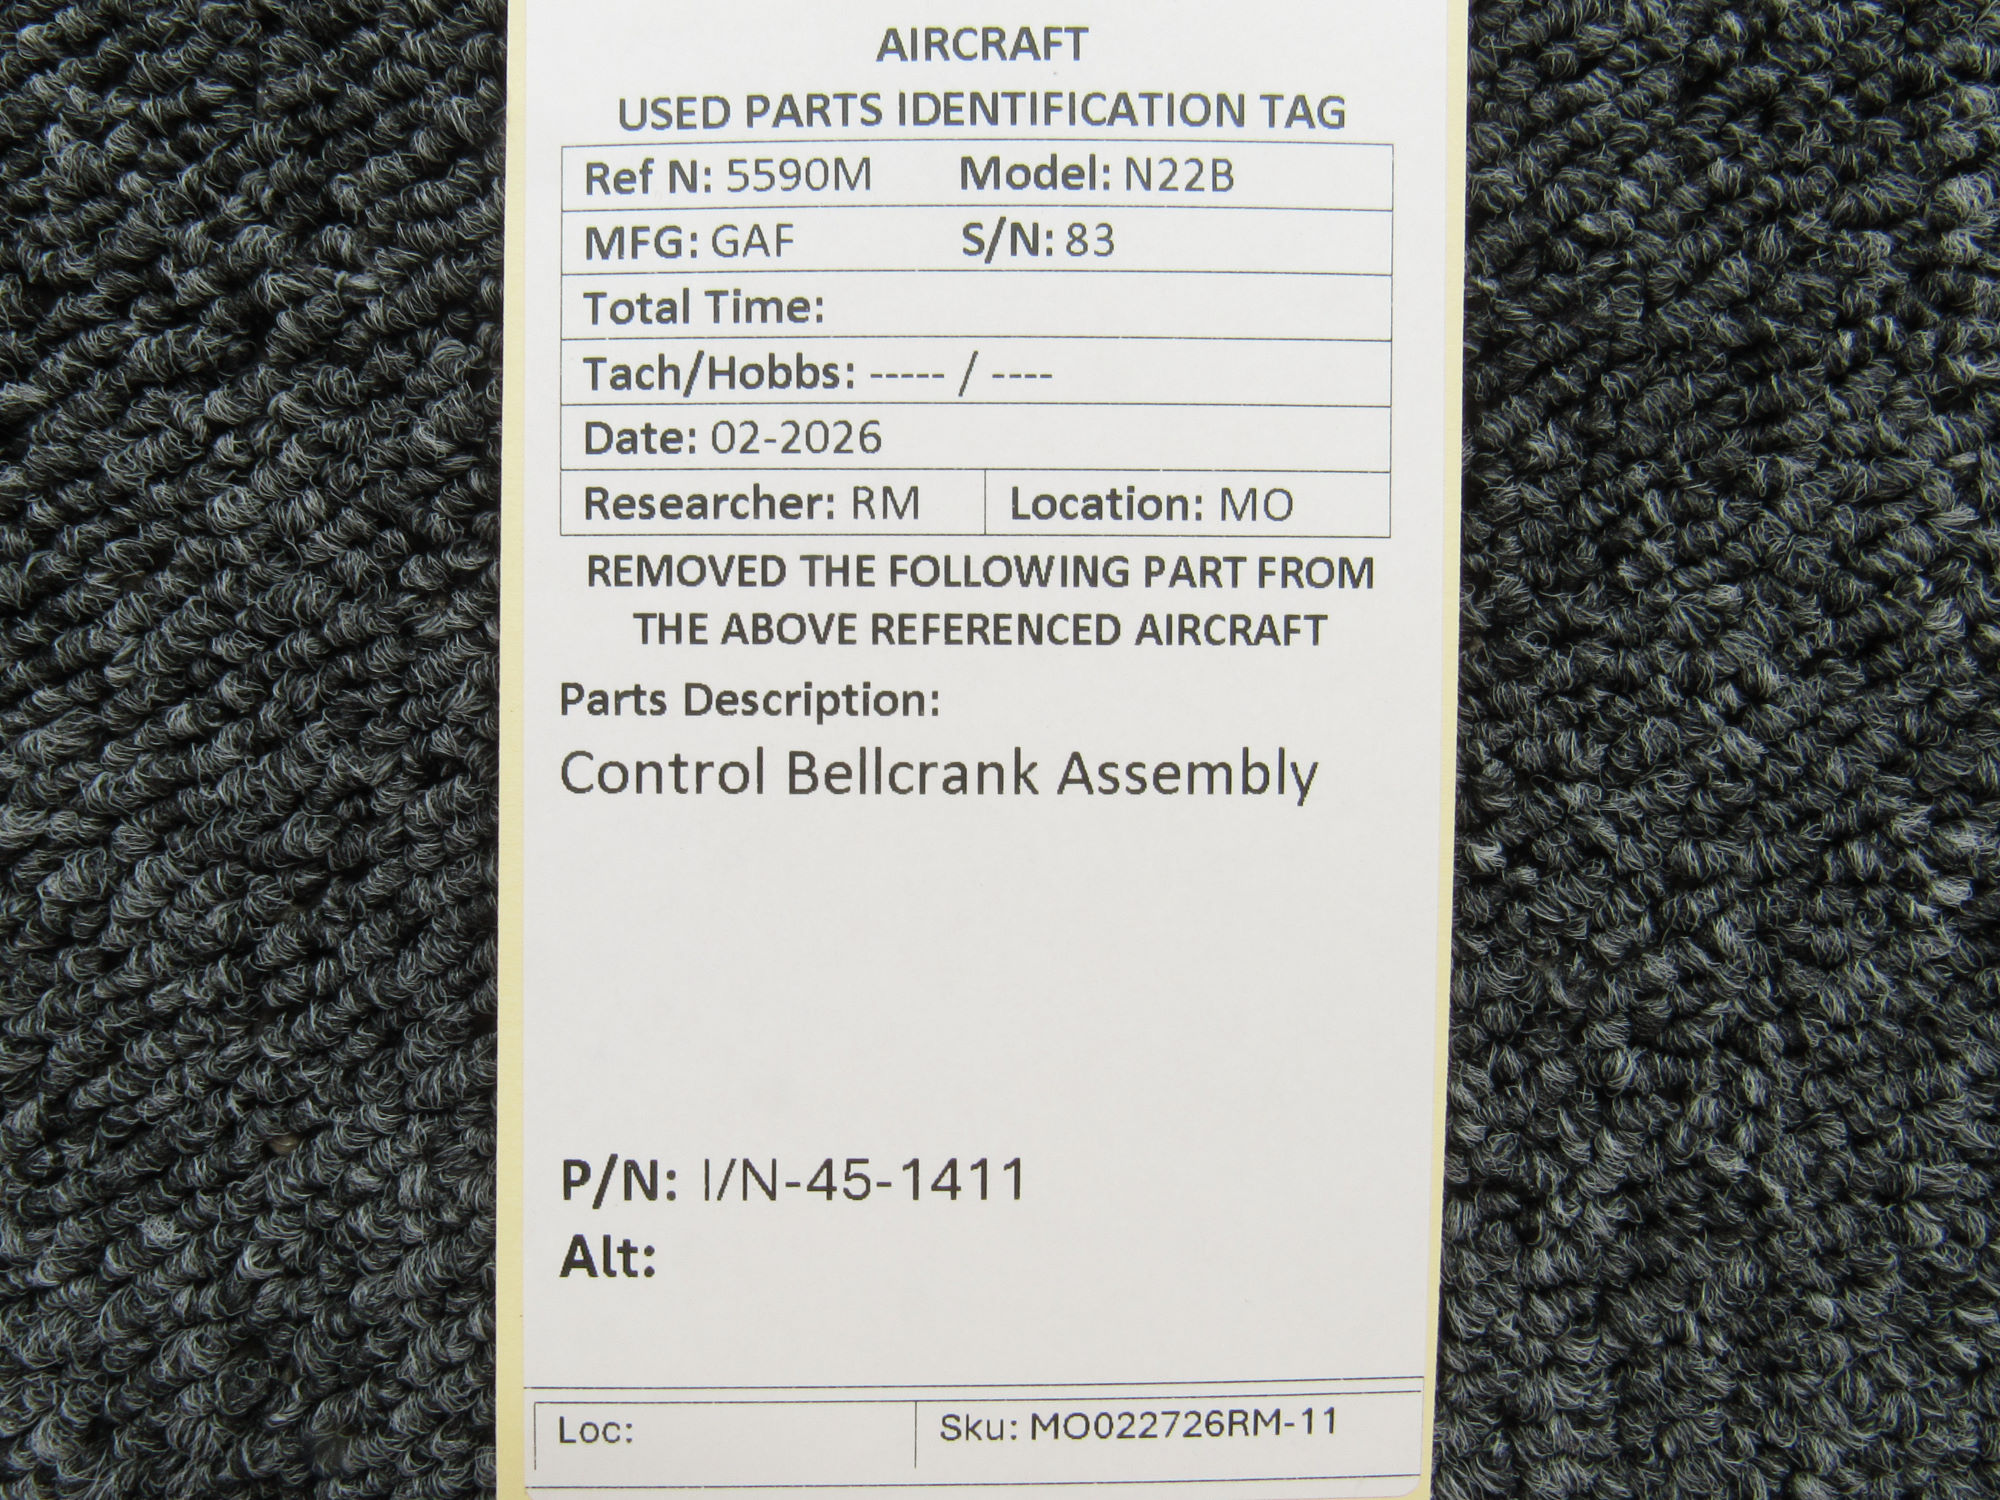 AIRCRAFT
USED PARTS IDENTIFICATION TAG
Ref N: 5590M Model: N22B
MFG: GAF S/N: 83
Total Time:
Tach/Hobbs: ----- / ----
Date: 02-2026
Researcher: RM Location: MO
REMOVED THE FOLLOWING PART FROM
THE ABOVE REFERENCED AIRCRAFT
Parts Description:
Control Bellcrank Assembly
P/N: I/N-45-1411
Alt:
Loc: Sku: MO022726RM-11